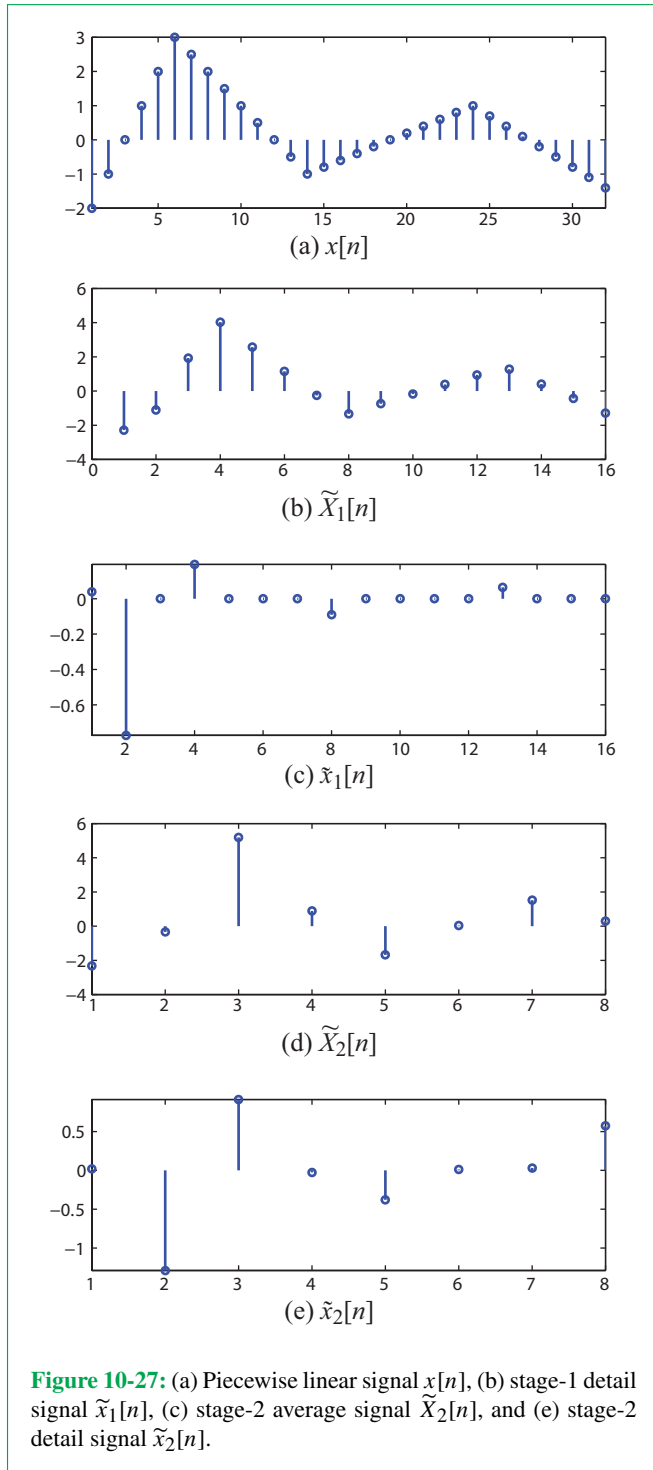 3
2
1
0
−1
−2
5 10 15 20 25 30
(a) x[n]
6
4
2
0
−2
−4
0 2 4 6 8 10 12 14 16
(b) X̃₁[n]
0
−0.2
−0.4
−0.6
2 4 6 8 10 12 14 16
(c) x̃₁[n]
6
4
2
0
−2
−4
1 2 3 4 5 6 7 8
(d) X̃₂[n]
0.5
0
−0.5
−1
1 2 3 4 5 6 7 8
(e) x̃₂[n]
Figure 10-27: (a) Piecewise linear signal x[n], (b) stage-1 detail
signal x̃₁[n], (c) stage-2 average signal X̃₂[n], and (e) stage-2
detail signal x̃₂[n].